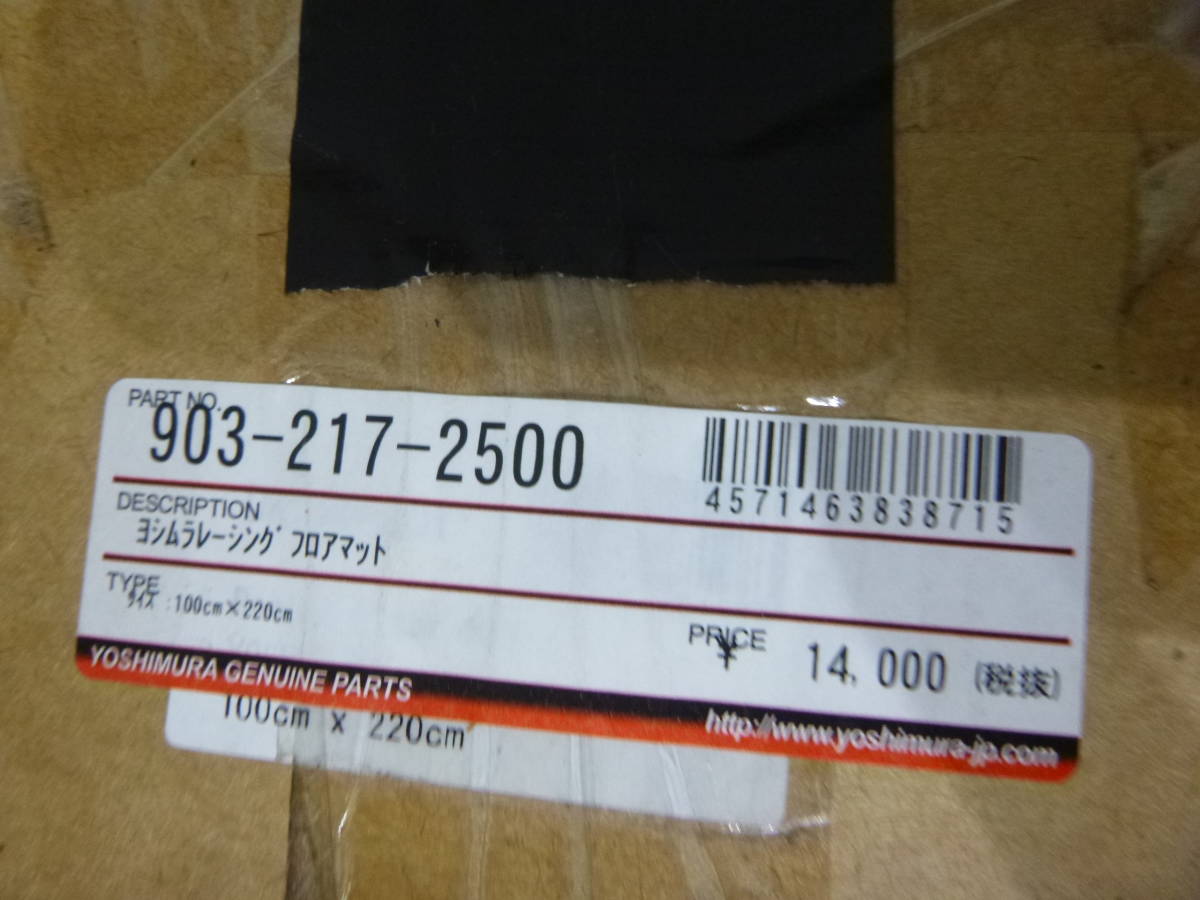 PART NO.
903-217-2500
4571463838715
DESCRIPTION
ﾖｼﾑﾗﾚｰｼﾝｸﾞ ﾌﾛｱﾏｯﾄ
TYPE
ｻｲｽﾞ :100cm×220cm
PRICE
¥ 14,000 (税抜)
YOSHIMURA GENUINE PARTS
http://www.yoshimura-jp.com
100cm x 220cm